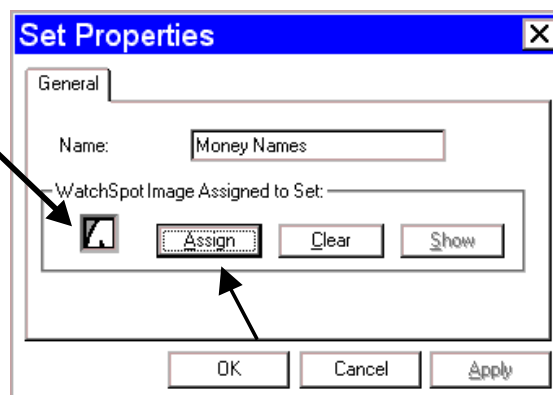 Set Properties
General
Name: Money Names
WatchSpot Image Assigned to Set:
Assign Clear Show
OK Cancel Apply